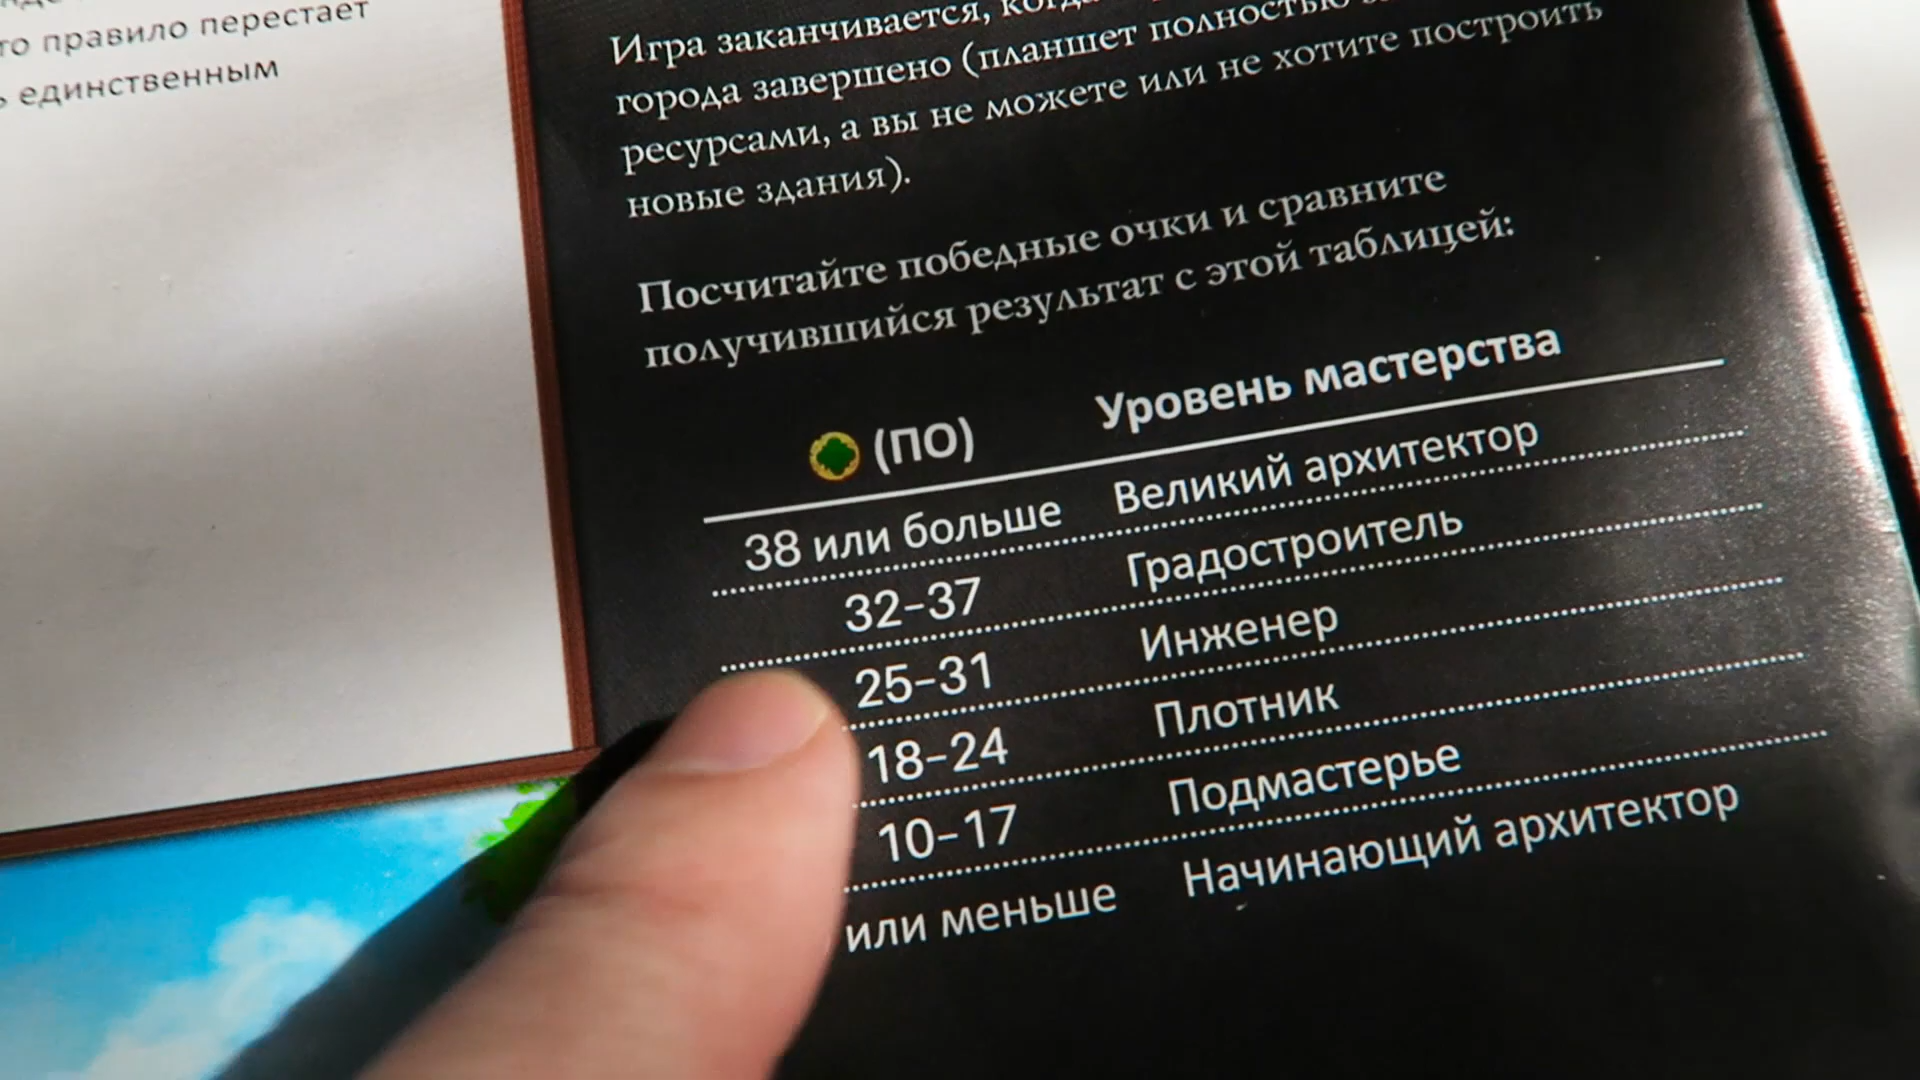 то правило перестает
единственным
Игра заканчивается, когда
города завершено (планшет полностью
ресурсами, а вы не можете или не хотите построить
новые здания).
Посчитайте победные очки и сравните
получившийся результат с этой таблицей:
(ПО) Уровень мастерства
38 или больше Великий архитектор
32–37 Градостроитель
25–31 Инженер
18–24 Плотник
10–17 Подмастерье
или меньше Начинающий архитектор